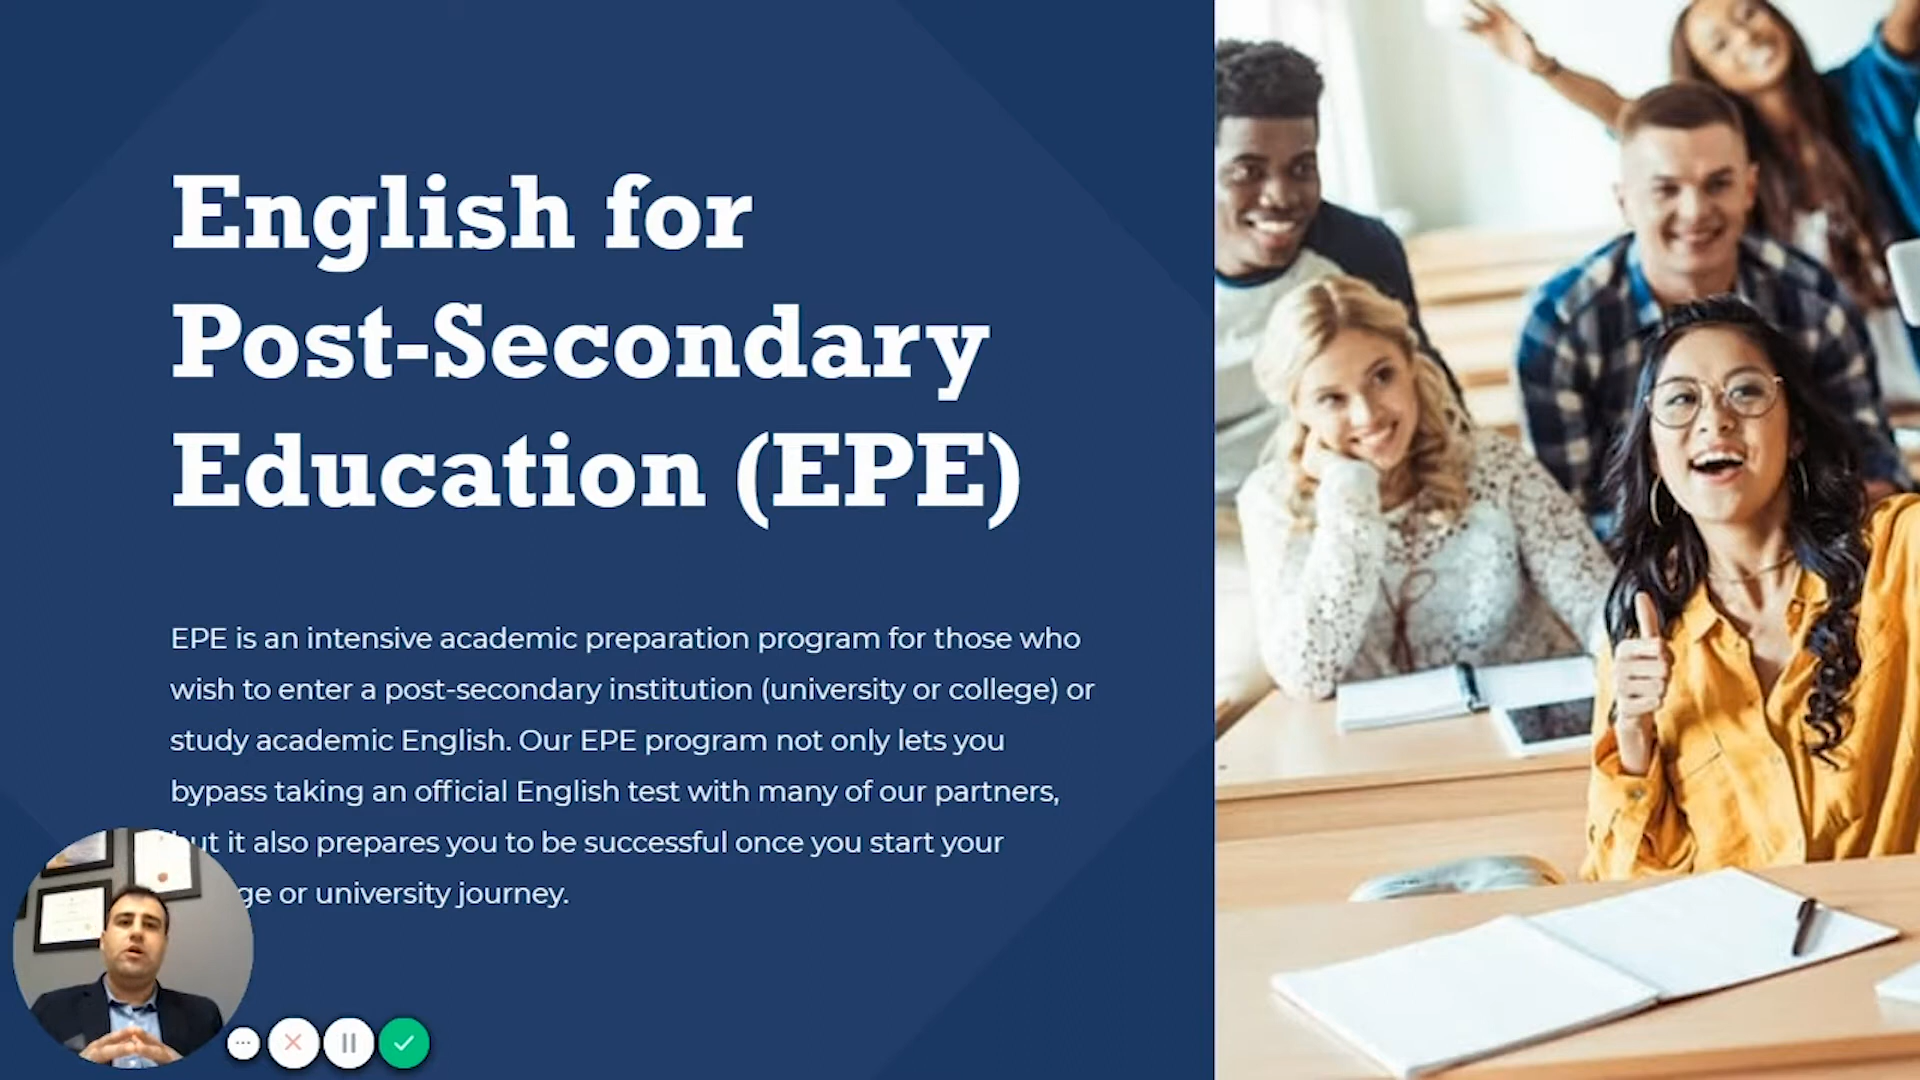 English for
Post-Secondary
Education (EPE)
EPE is an intensive academic preparation program for those who
wish to enter a post-secondary institution (university or college) or
study academic English. Our EPE program not only lets you
bypass taking an official English test with many of our partners,
but it also prepares you to be successful once you start your
or university journey.